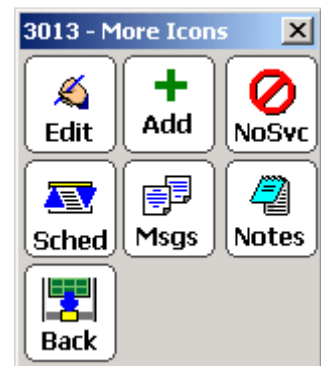 3013 - More Icons
Edit Add NoSvc
Sched Msgs Notes
Back